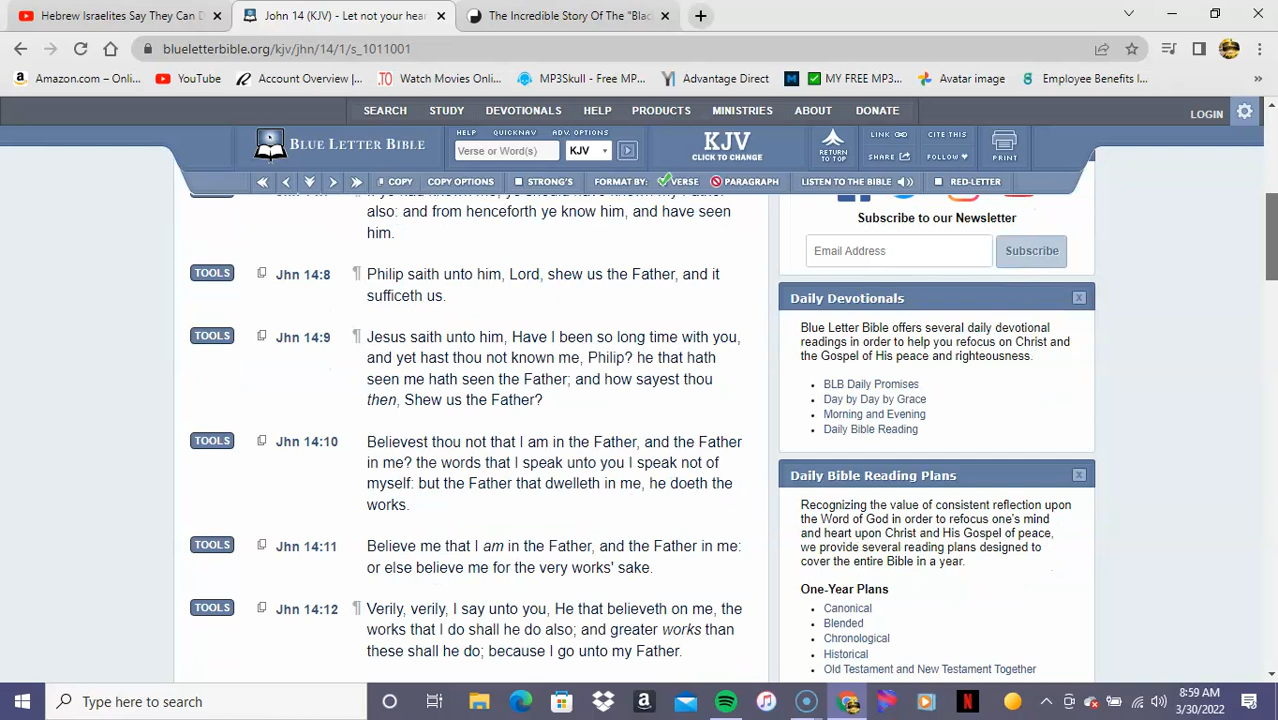 Hebrew Israelites Say They Can D
John 14 (KJV) - Let not your hea
The Incredible Story Of The "Blac
blueletterbible.org/kjv/jhn/14/1/s_1011001
Amazon.com – Onli...
YouTube
Account Overview |...
.TO Watch Movies Onl...
MP3Skull - Free MP...
Advantage Direct
MY FREE MP3...
Avatar image
Employee Benefits I...
SEARCH STUDY DEVOTIONALS HELP PRODUCTS MINISTRIES ABOUT DONATE
LOGIN
BLUE LETTER BIBLE
HELP QUICKNAV ADV. OPTIONS
Verse or Word(s)
KJV
KJV
CLICK TO CHANGE
RETURN
TO TOP
LINK
SHARE
CITE THIS
FOLLOW
PRINT
COPY COPY OPTIONS STRONG'S FORMAT BY: VERSE PARAGRAPH LISTEN TO THE BIBLE RED-LETTER
also: and from henceforth ye know him, and have seen
him.
TOOLS Jhn 14:8 ¶ Philip saith unto him, Lord, shew us the Father, and it
sufficeth us.
TOOLS Jhn 14:9 ¶ Jesus saith unto him, Have I been so long time with you,
and yet hast thou not known me, Philip? he that hath
seen me hath seen the Father; and how sayest thou
then, Shew us the Father?
TOOLS Jhn 14:10 Believest thou not that I am in the Father, and the Father
in me? the words that I speak unto you I speak not of
myself: but the Father that dwelleth in me, he doeth the
works.
TOOLS Jhn 14:11 Believe me that I am in the Father, and the Father in me:
or else believe me for the very works' sake.
TOOLS Jhn 14:12 ¶ Verily, verily, I say unto you, He that believeth on me, the
works that I do shall he do also; and greater works than
these shall he do; because I go unto my Father.
Subscribe to our Newsletter
Email Address
Subscribe
Daily Devotionals
Blue Letter Bible offers several daily devotional
readings in order to help you refocus on Christ and
the Gospel of His peace and righteousness.
BLB Daily Promises
Day by Day by Grace
Morning and Evening
Daily Bible Reading
Daily Bible Reading Plans
Recognizing the value of consistent reflection upon
the Word of God in order to refocus one's mind
and heart upon Christ and His Gospel of peace,
we provide several reading plans designed to
cover the entire Bible in a year.
One-Year Plans
Canonical
Blended
Chronological
Historical
Old Testament and New Testament Together
Type here to search
8:59 AM
3/30/2022